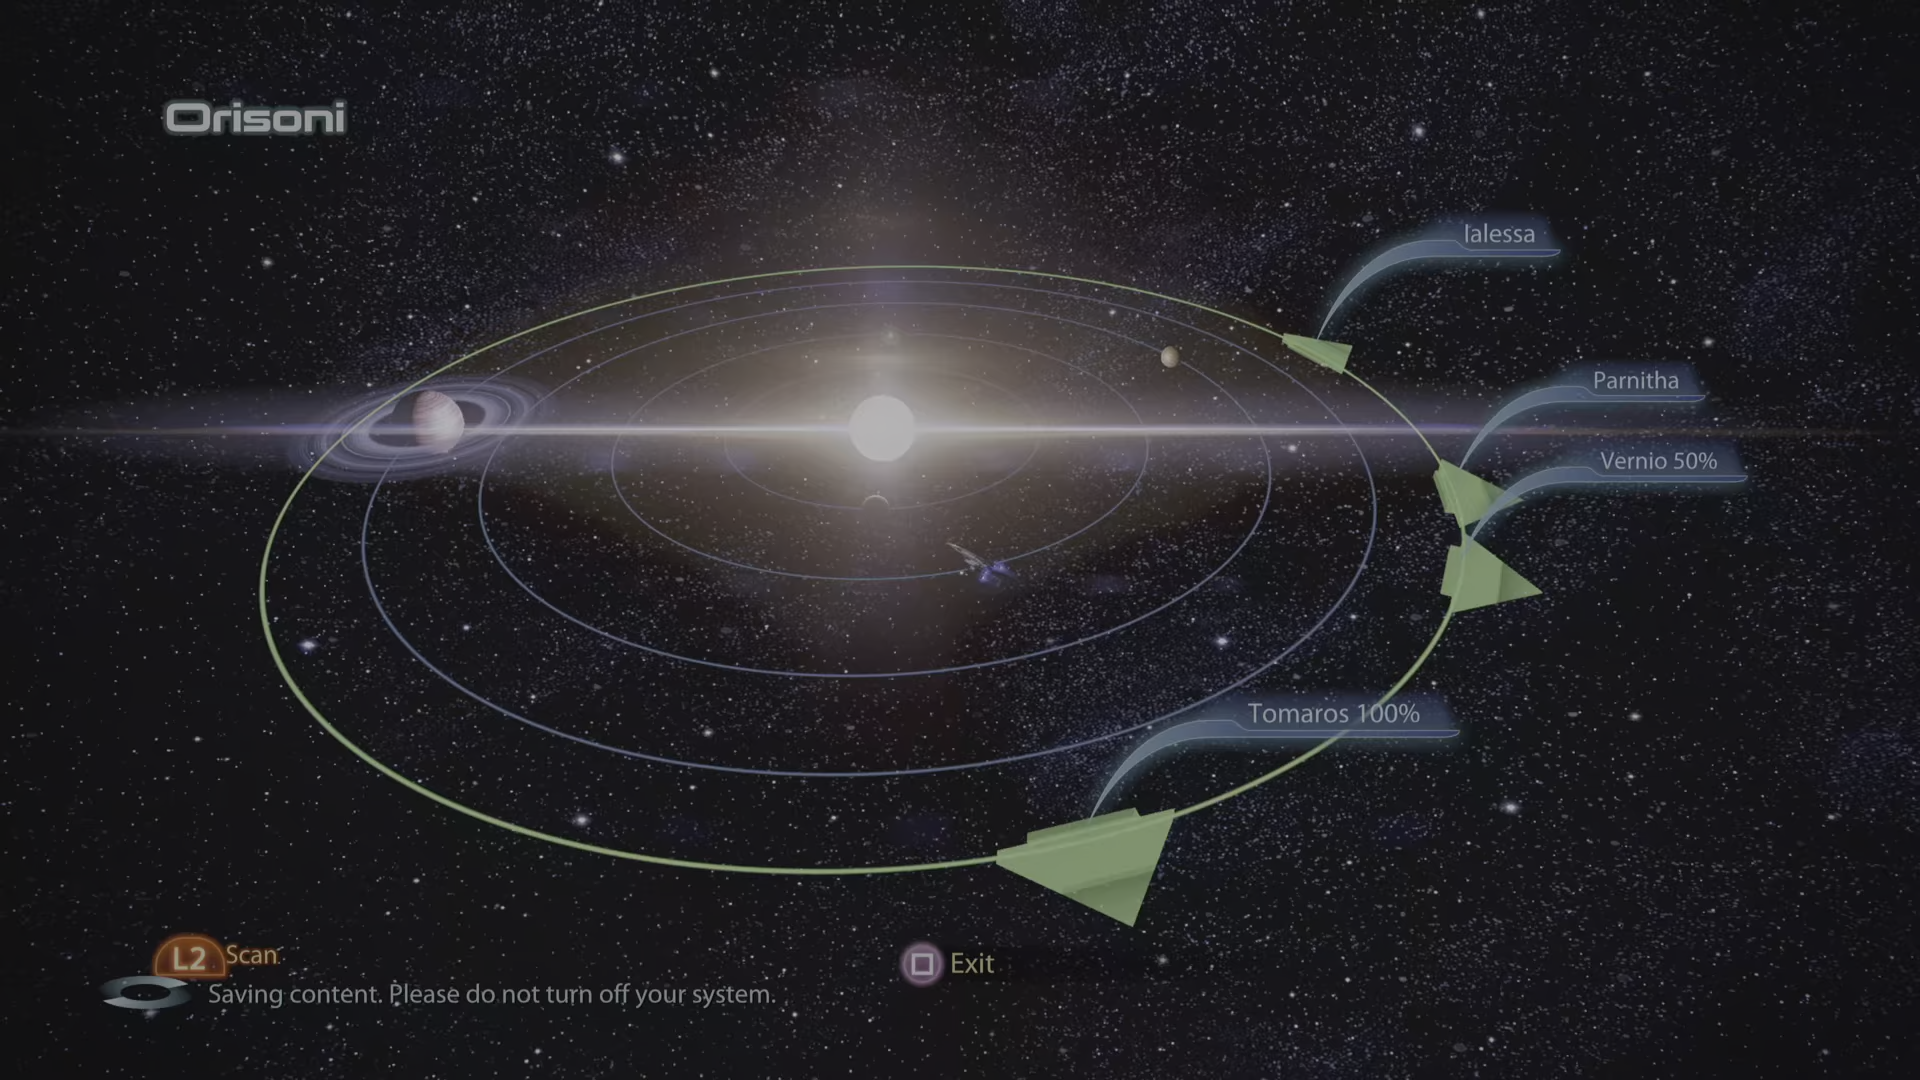 Orisoni
Ialessa
Parnitha
Vernio 50%
Tomaros 100%
L2 Scan
Exit
Saving content. Please do not turn off your system.